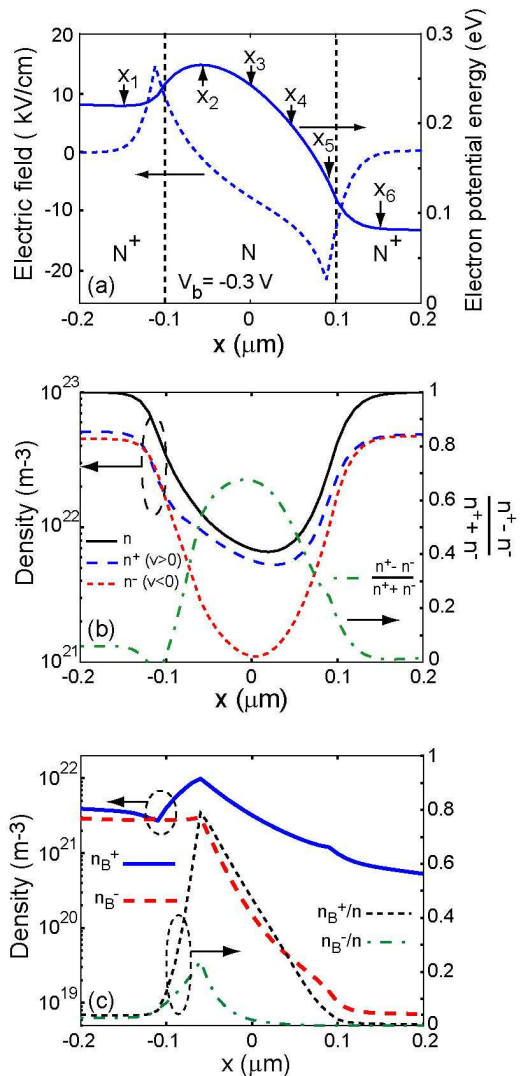 20
10
0
-10
-20
Electric field ( kV/cm)
0.3
0.2
0.1
0
Electron potential energy (eV)
x1
x2
x3
x4
x5
x6
N+
N
N+
(a)
Vb= -0.3 V
-0.2
-0.1
0
0.1
0.2
x (μm)
10^23
10^22
10^21
Density (m-3)
1
0.8
0.6
0.4
0.2
0
n+- n-
n++ n-
n
n+ (v>0)
n- (v<0)
n+- n-
n++ n-
(b)
-0.2
-0.1
0
0.1
0.2
x (μm)
10^22
10^21
10^20
10^19
Density (m-3)
1
0.8
0.6
0.4
0.2
0
nB+
nB-
nB+/n
nB-/n
(c)
-0.2
-0.1
0
0.1
0.2
x (μm)